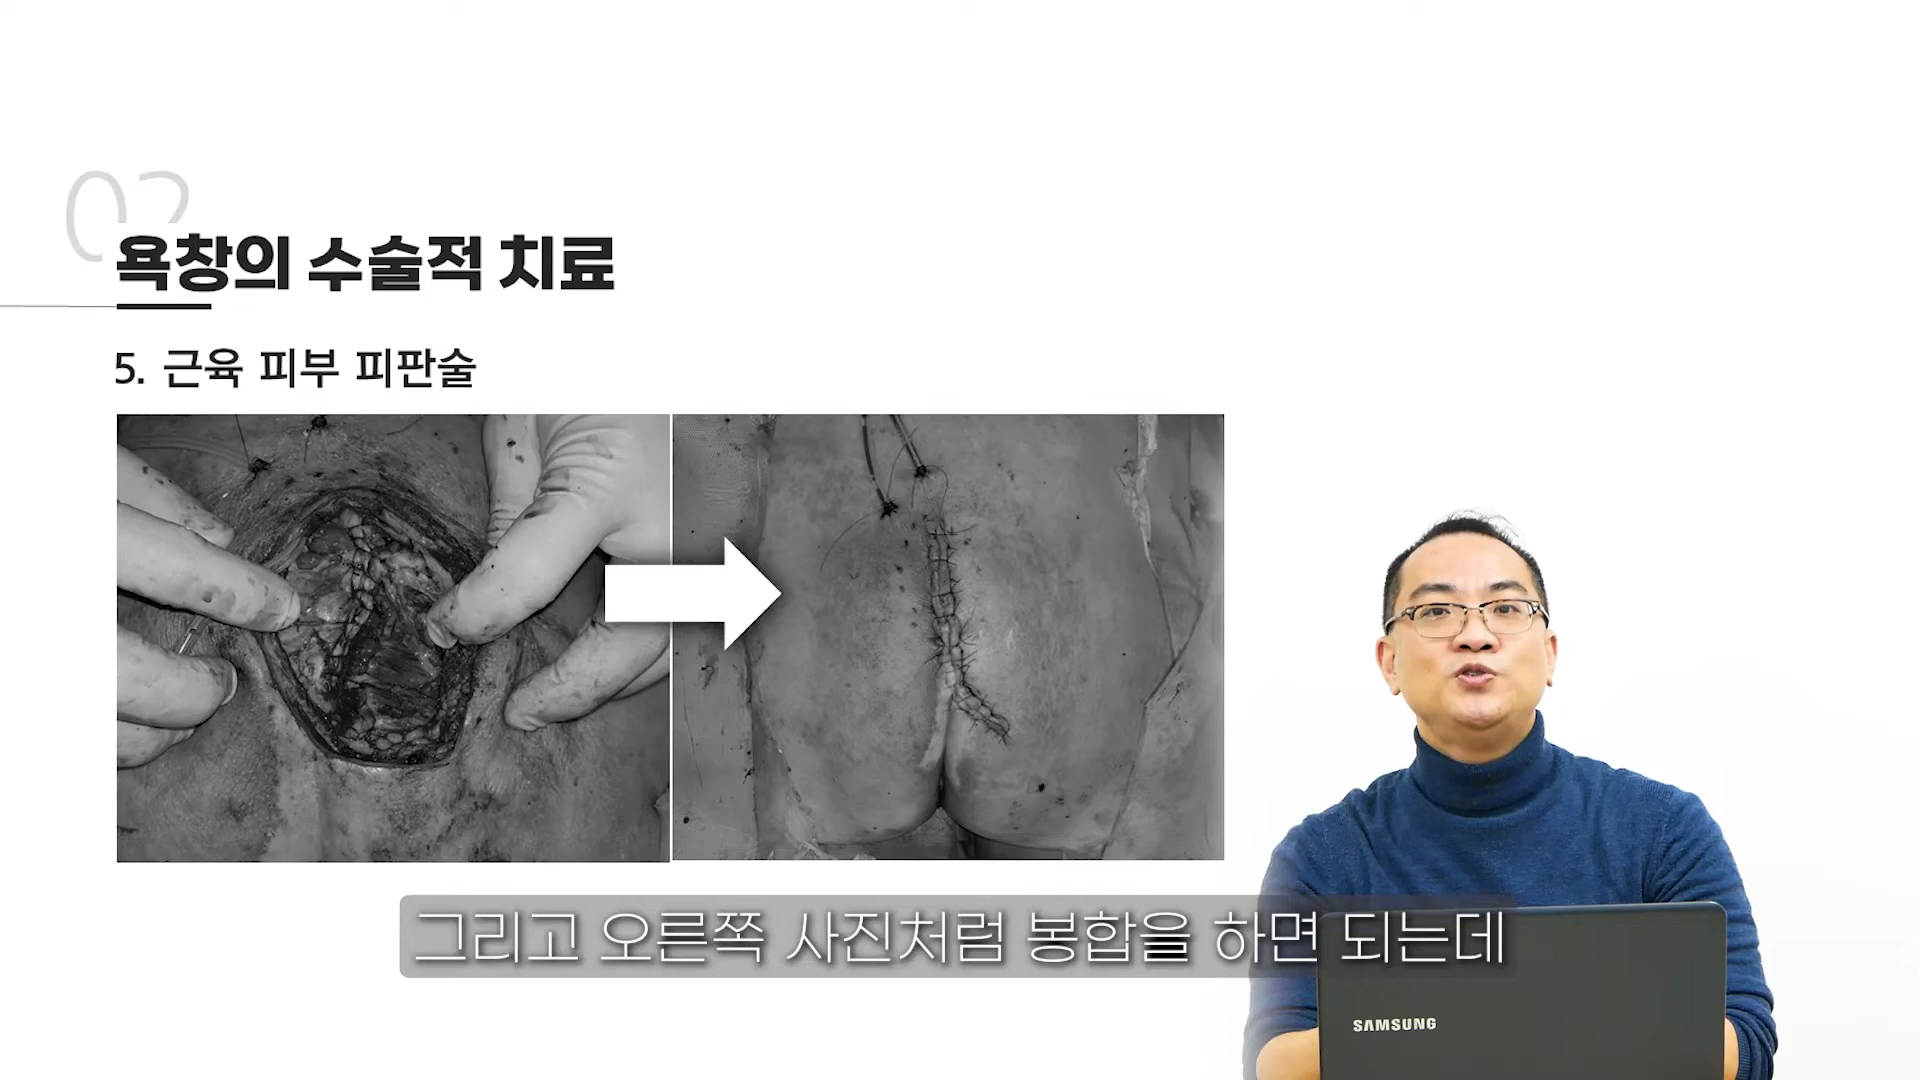 02
욕창의 수술적 치료
5. 근육 피부 피판술
그리고 오른쪽 사진처럼 봉합을 하면 되는데
SAMSUNG